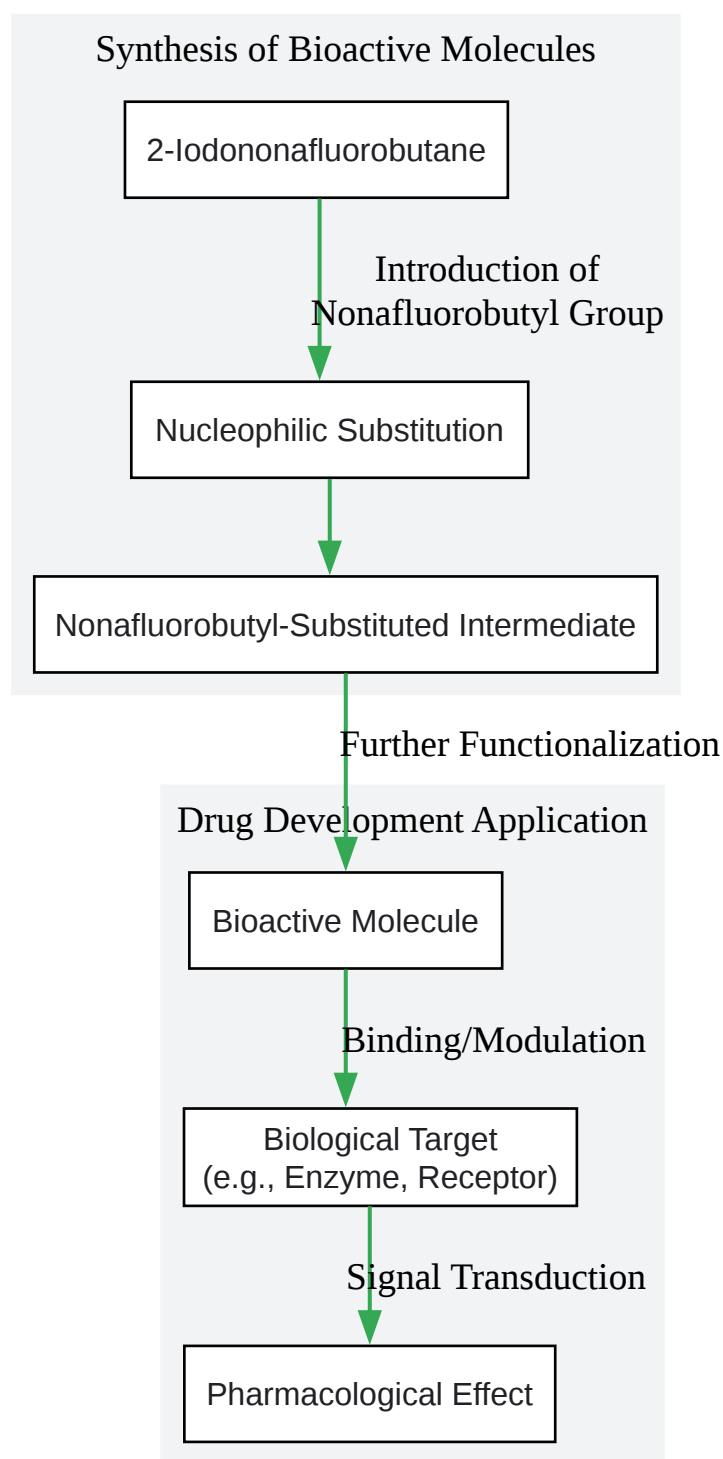 Synthesis of Bioactive Molecules
2-Iodononafluorobutane
Introduction of
Nonafluorobutyl Group
Nucleophilic Substitution
Nonafluorobutyl-Substituted Intermediate
Further Functionalization
Drug Development Application
Bioactive Molecule
Binding/Modulation
Biological Target
(e.g., Enzyme, Receptor)
Signal Transduction
Pharmacological Effect